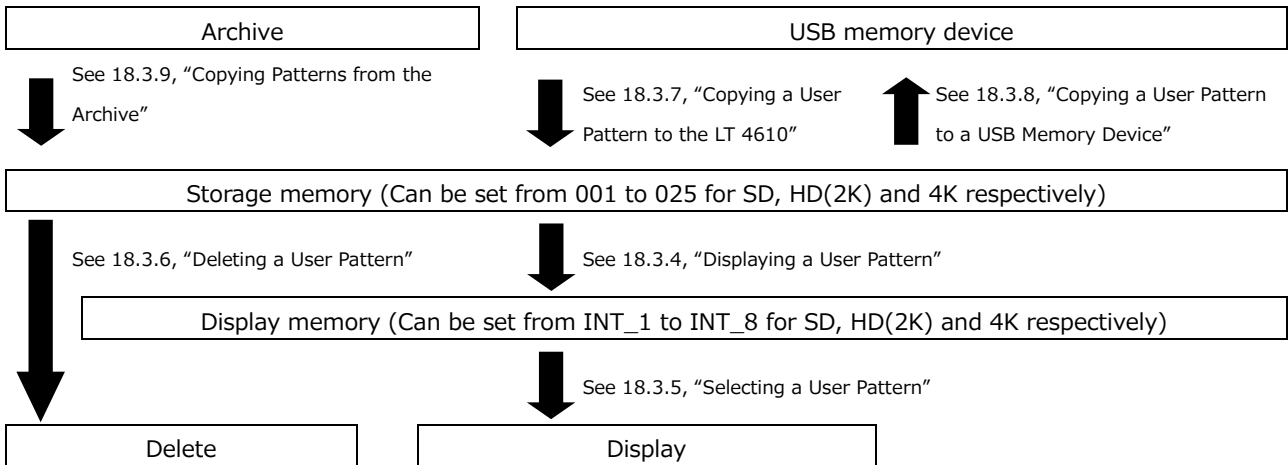 Archive
USB memory device
See 18.3.9, “Copying Patterns from the
Archive”
See 18.3.7, “Copying a User
Pattern to the LT 4610”
See 18.3.8, “Copying a User Pattern
to a USB Memory Device”
Storage memory (Can be set from 001 to 025 for SD, HD(2K) and 4K respectively)
See 18.3.6, “Deleting a User Pattern”
See 18.3.4, “Displaying a User Pattern”
Display memory (Can be set from INT_1 to INT_8 for SD, HD(2K) and 4K respectively)
See 18.3.5, “Selecting a User Pattern”
Delete
Display